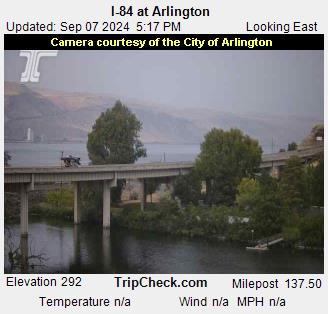 I-84 at Arlington
Updated: Sep 07 2024 5:17 PM Looking East
Camera courtesy of the City of Arlington
Elevation 292 TripCheck.com Milepost 137.50
Temperature n/a Wind n/a MPH n/a